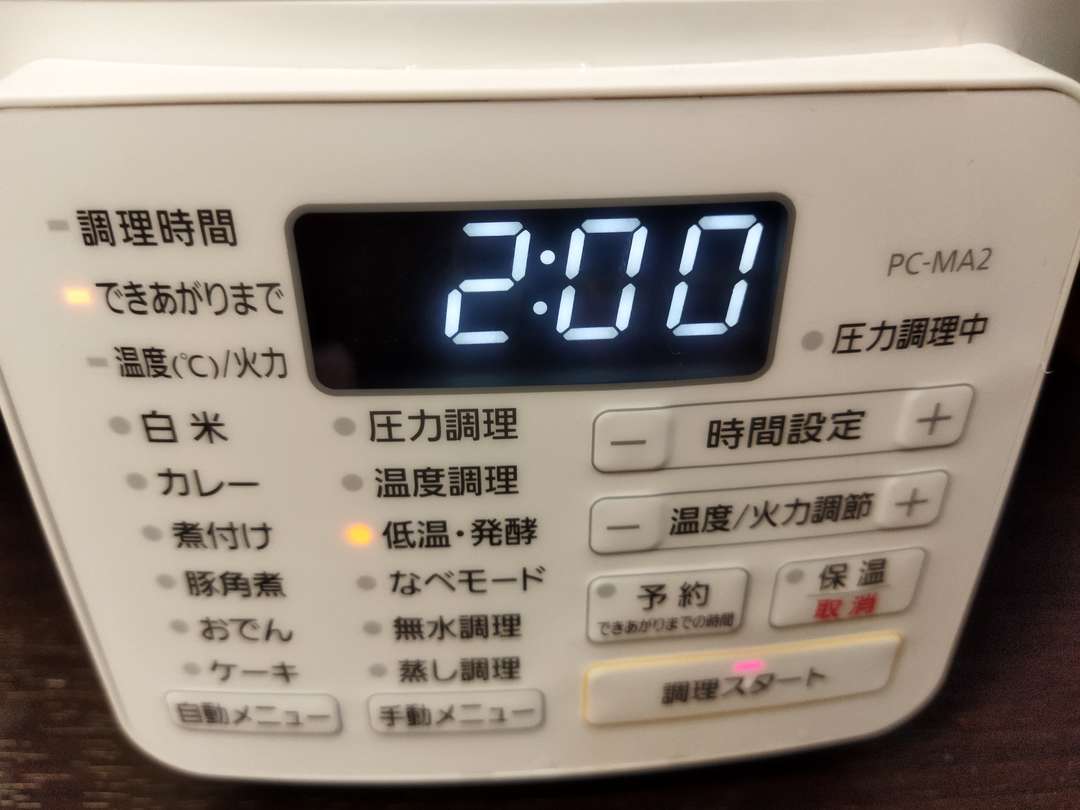 調理時間
できあがりまで
温度(℃)/火力
2:00
PC-MA2
圧力調理中
白米
カレー
煮付け
豚角煮
おでん
ケーキ
自動メニュー
圧力調理
温度調理
低温・発酵
なべモード
無水調理
蒸し調理
手動メニュー
− 時間設定 +
− 温度/火力調節 +
予約
できあがりまでの時間
保温
取消
調理スタート